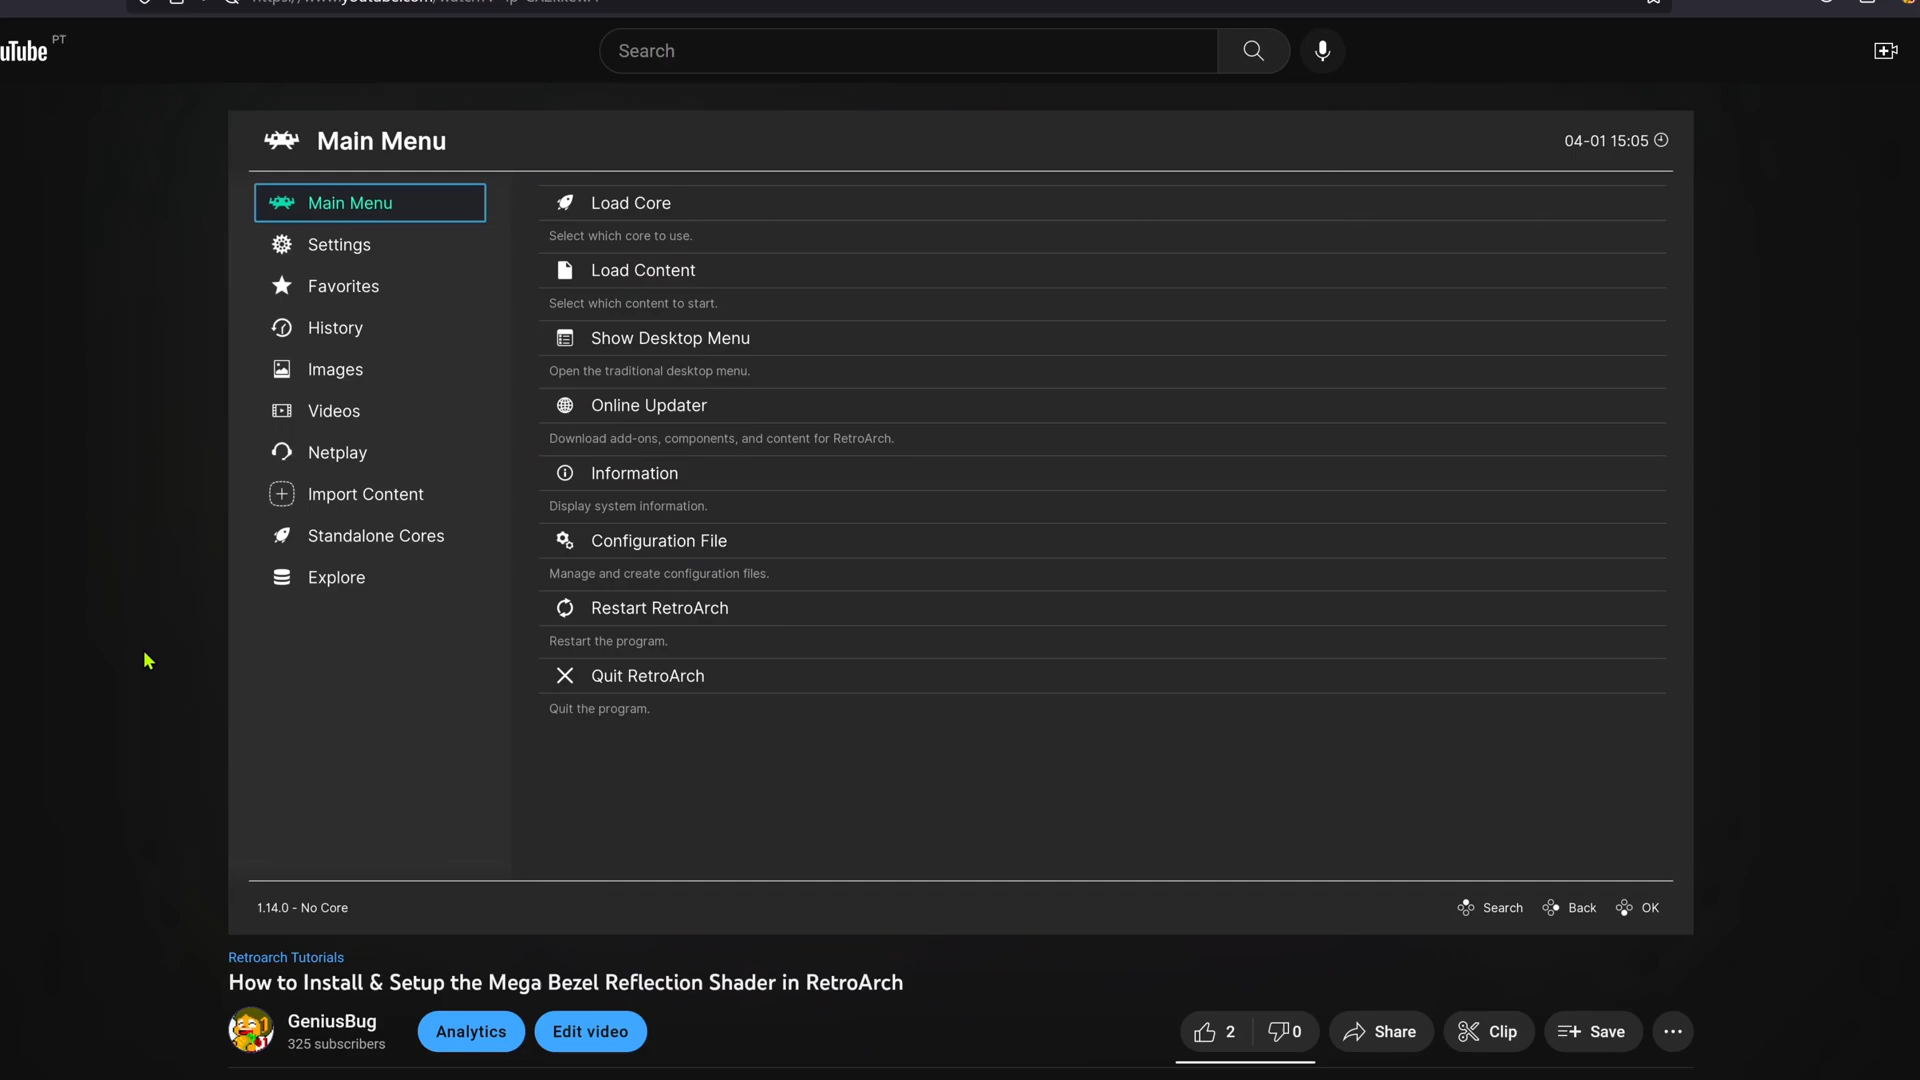 uTube PT
Search
Main Menu
04-01 15:05
Main Menu
Settings
Favorites
History
Images
Videos
Netplay
Import Content
Standalone Cores
Explore
Load Core
Select which core to use.
Load Content
Select which content to start.
Show Desktop Menu
Open the traditional desktop menu.
Online Updater
Download add-ons, components, and content for RetroArch.
Information
Display system information.
Configuration File
Manage and create configuration files.
Restart RetroArch
Restart the program.
Quit RetroArch
Quit the program.
1.14.0 - No Core
Search Back OK
Retroarch Tutorials
How to Install & Setup the Mega Bezel Reflection Shader in RetroArch
GeniusBug
325 subscribers
Analytics Edit video
2 0 Share Clip Save